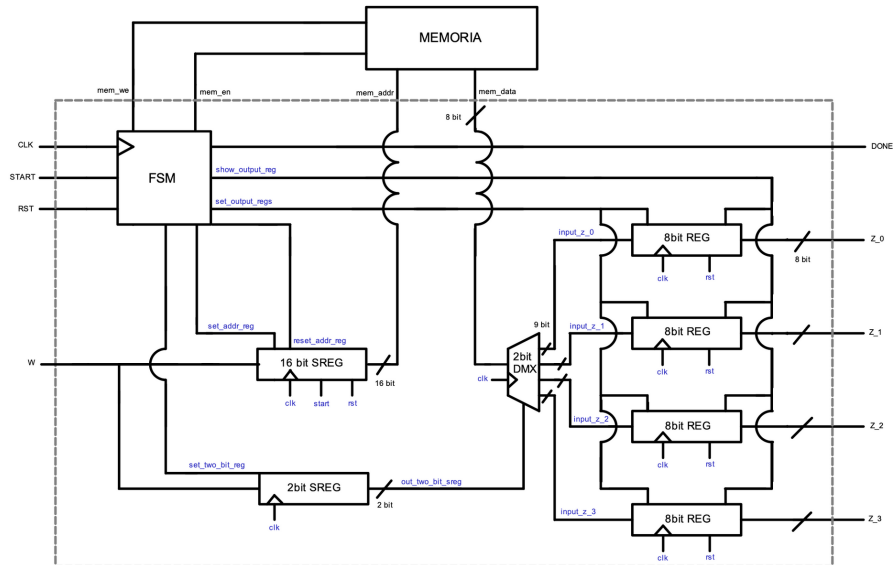 MEMORIA
mem_we
mem_en
mem_addr
mem_data
8 bit
CLK
START
RST
FSM
DONE
show_output_reg
set_output_regs
input_z_0
8bit REG
clk
rst
8 bit
Z_0
set_addr_reg
reset_addr_reg
W
16 bit SREG
16 bit
clk
start
rst
9 bit
2bit
DMX
clk
input_z_1
8bit REG
clk
rst
Z_1
input_z_2
8bit REG
clk
rst
Z_2
set_two_bit_reg
2bit SREG
clk
2 bit
out_two_bit_sreg
input_z_3
8bit REG
clk
rst
Z_3